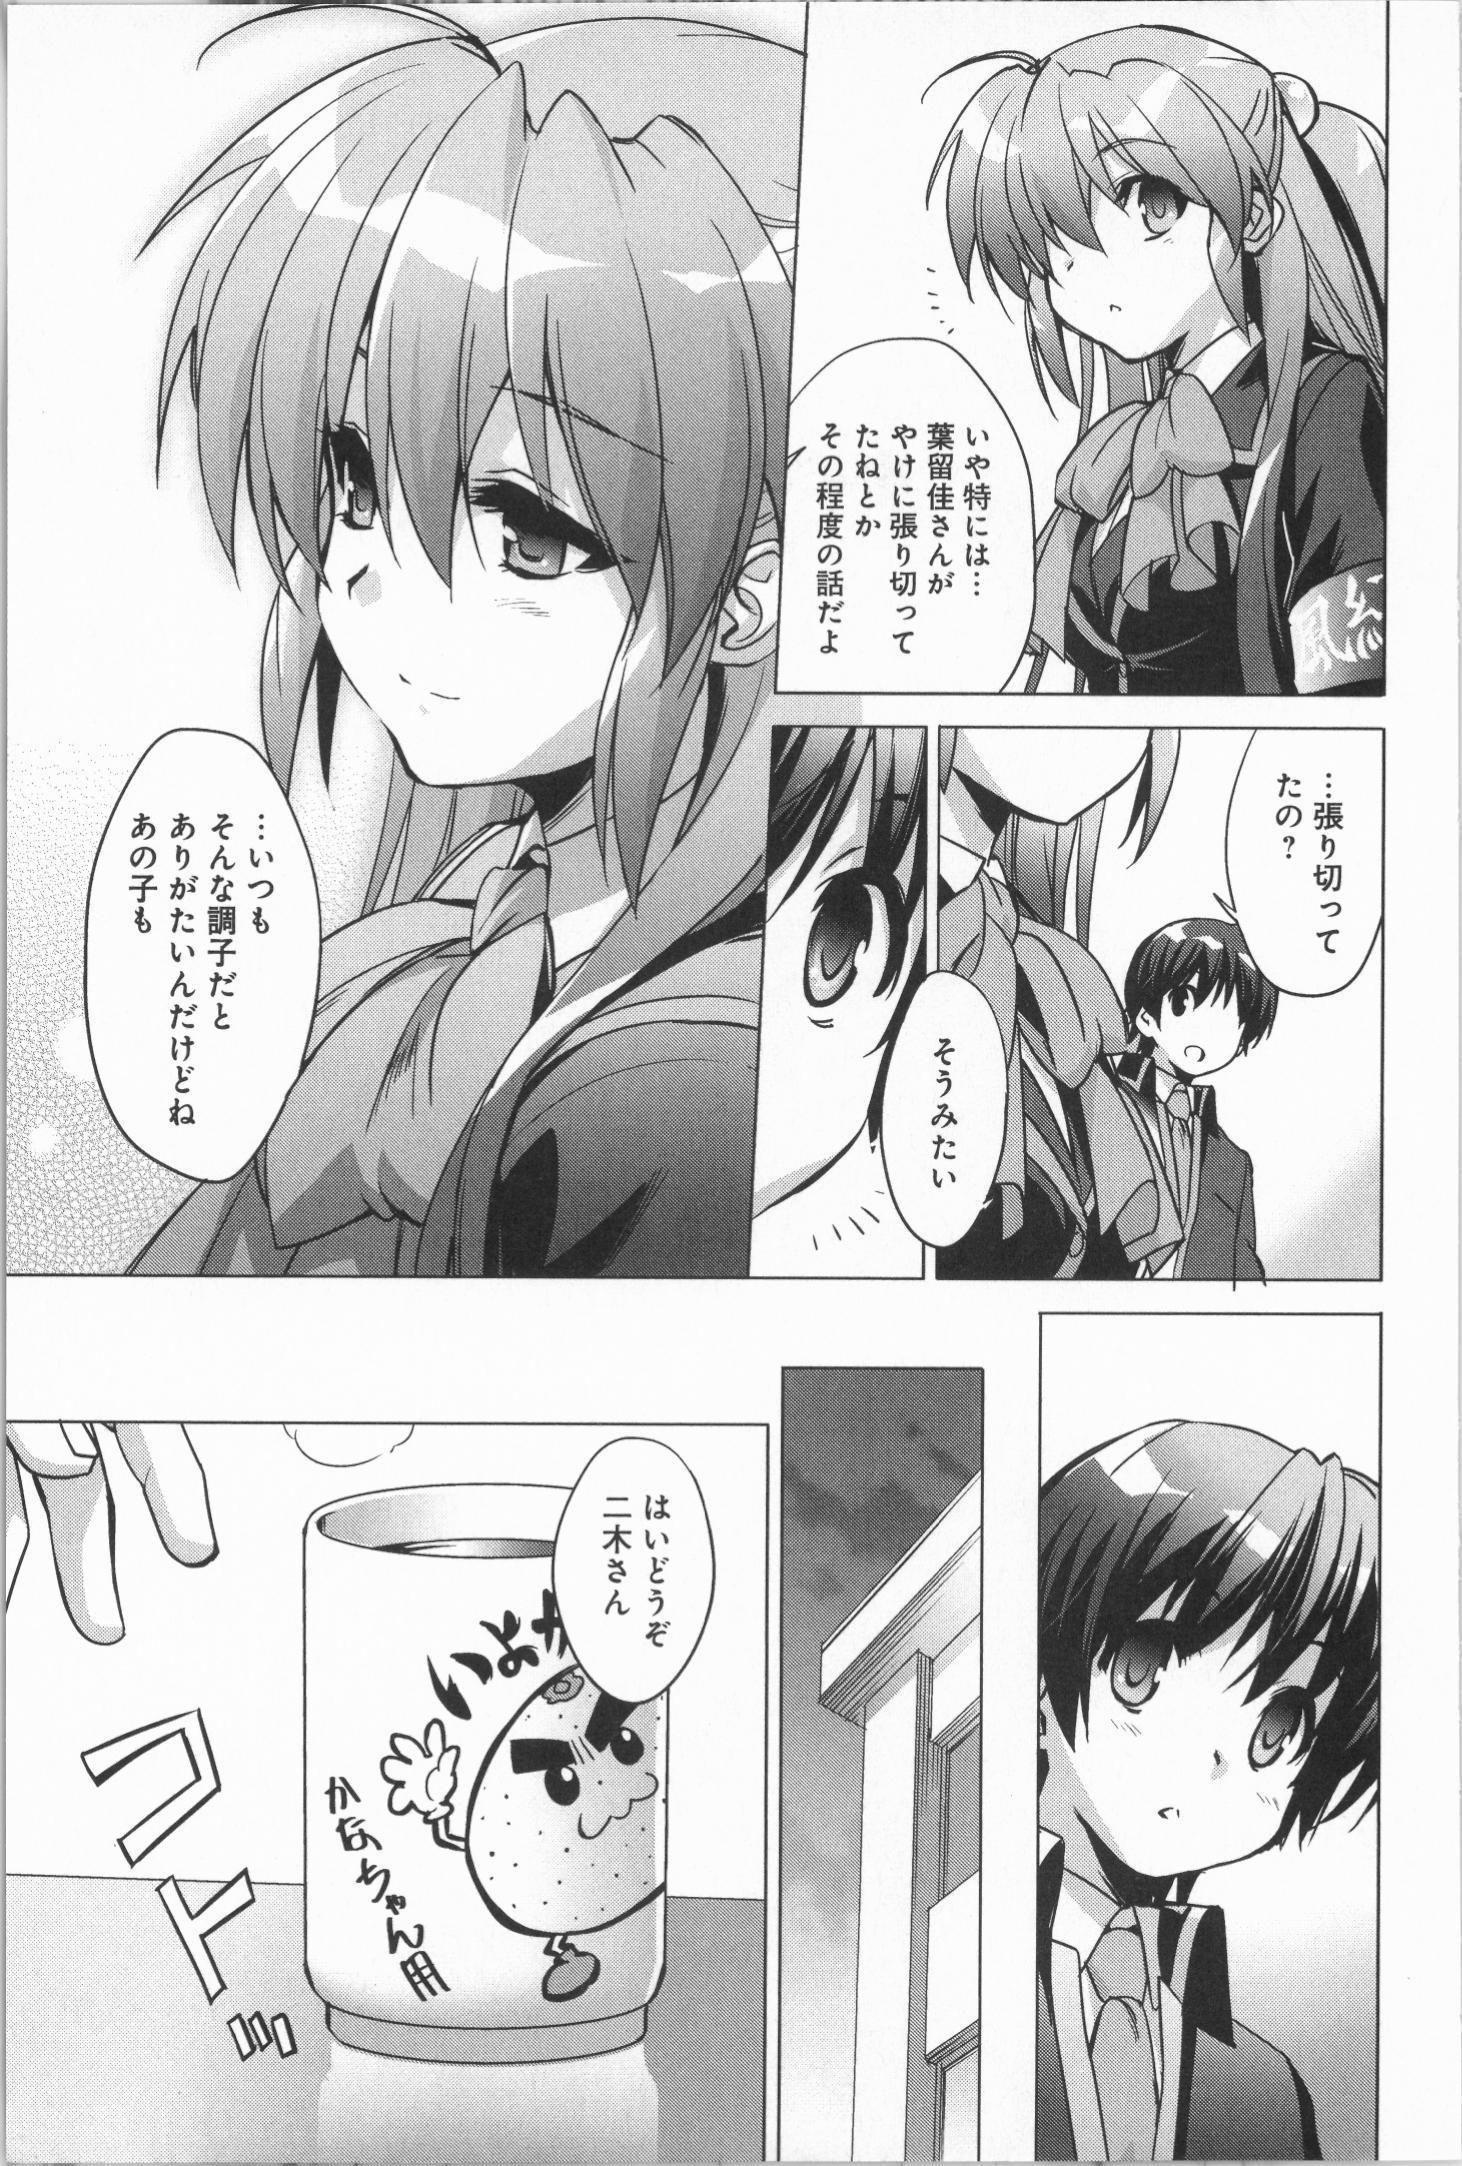 いや特には…
葉留佳さんが
やけに張り切って
たねとか
その程度の話だよ
風紀
…張り切って
たの?
そうみたい
…いつも
そんな調子だと
ありがたいんだけどね
あの子も
はいどうぞ
二木さん
いよか
かなちゃん用
コトッ